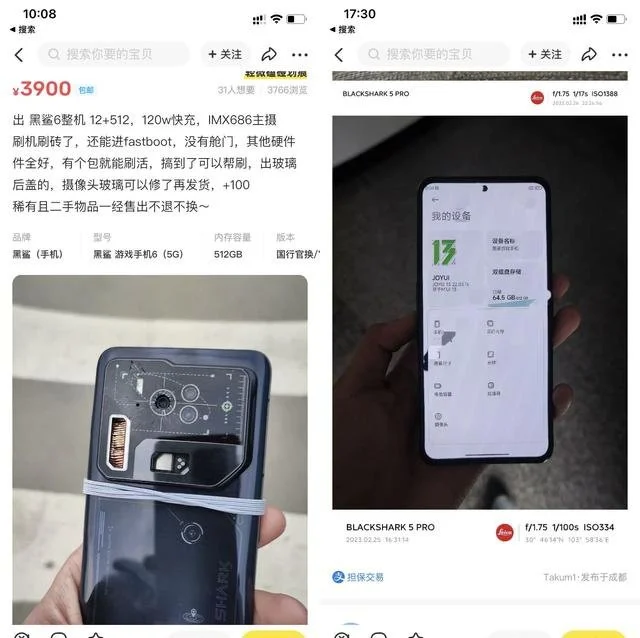 10:08
◀ 搜索
搜索你要的宝贝
+ 关注
轻微磕碰划痕
¥3900 包邮
31人想要 | 3766浏览
出 黑鲨6整机 12+512，120w快充，IMX686主摄
刷机刷砖了，还能进fastboot，没有舱门，其他硬件
件全好，有个包就能刷活，搞到了可以帮刷，出玻璃
后盖的，摄像头玻璃可以修了再发货，+100
稀有且二手物品一经售出不退不换～
品牌 型号 内存容量 版本
黑鲨（手机） 黑鲨 游戏手机6（5G） 512GB 国行官换/
SHARK
17:30
◀ 搜索
搜索你要的宝贝
+ 关注
BLACKSHARK 5 PRO
Leica
f/1.75 1/17s ISO1388
我的设备
13
JOYUI
设备名称
64.5 GB
BLACKSHARK 5 PRO
2023.02.25 16:31:14
Leica
f/1.75 1/100s ISO334
30° 46'14"N 103° 58'36"E
担保交易
Takum1·发布于成都